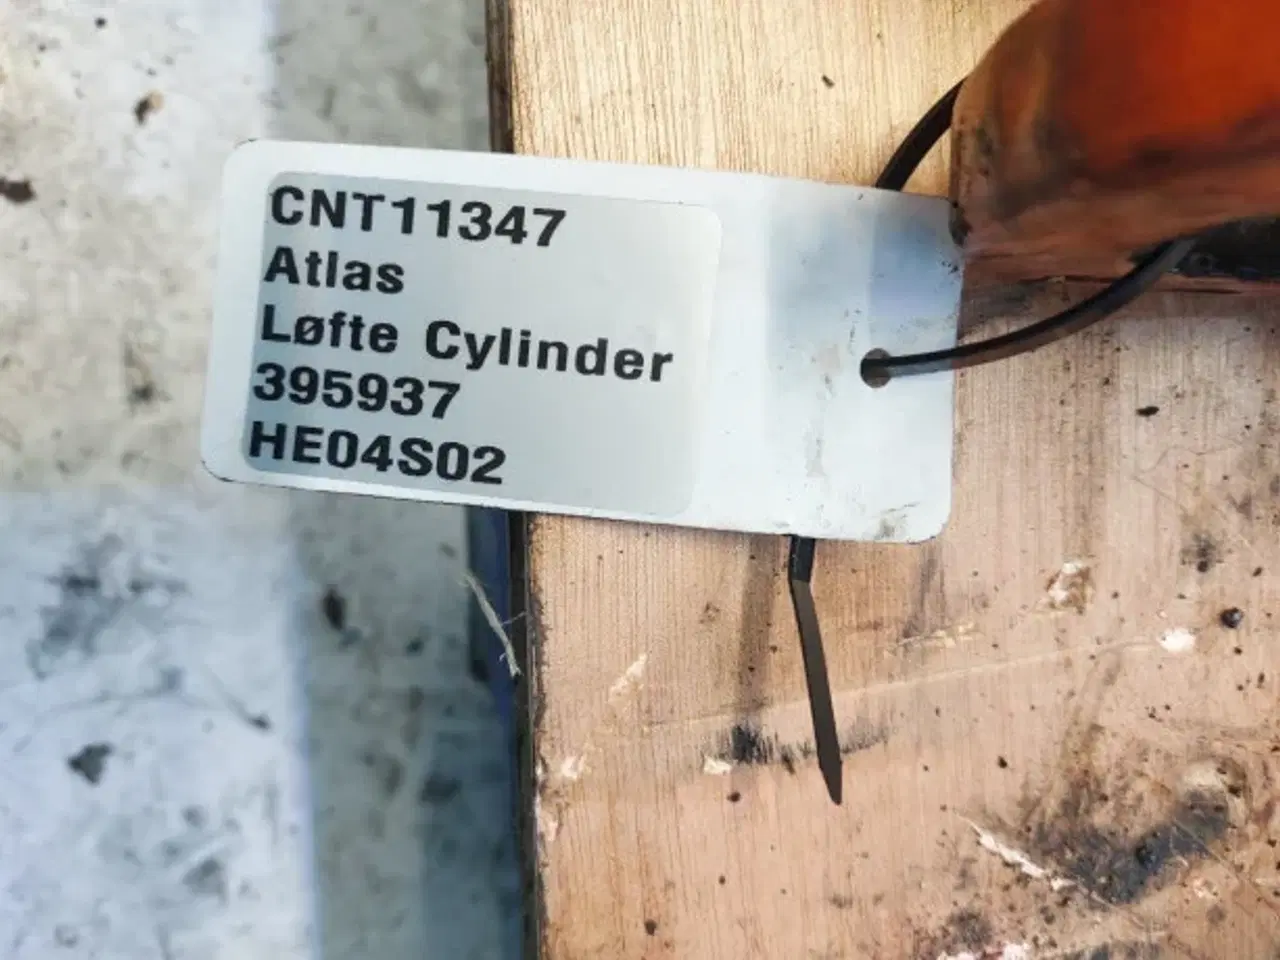 CNT11347
Atlas
Løfte Cylinder
395937
HE04S02